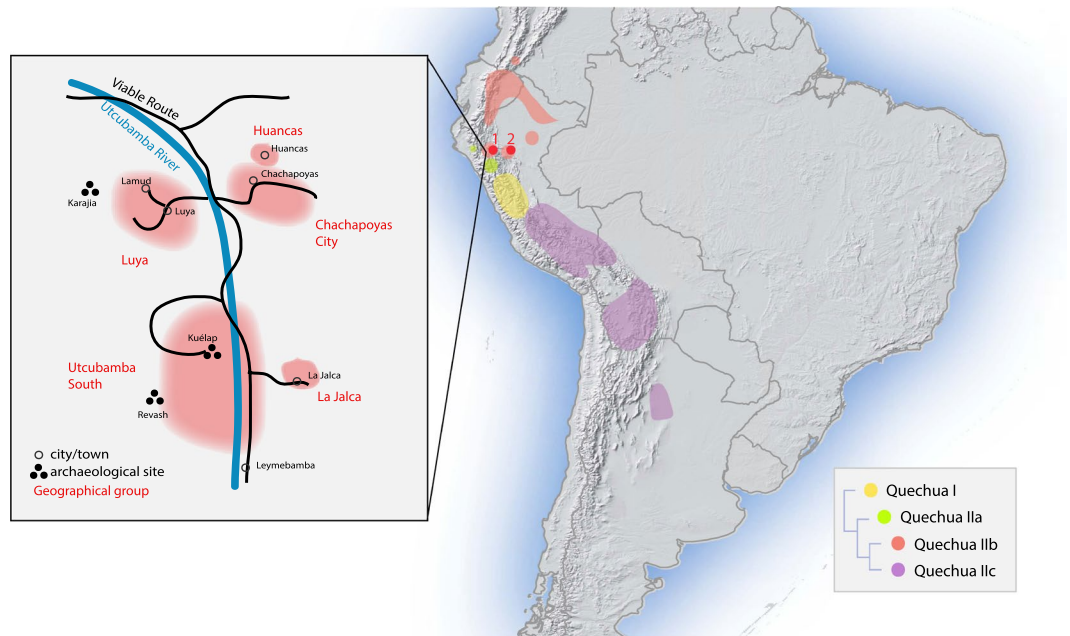 Viable Route
Utcubamba River
Huancas
Huancas
Chachapoyas
Lamud
Karajia
Luya
Chachapoyas
City
Luya
Kuélap
Utcubamba
South
La Jalca
La Jalca
Revash
city/town
archaeological site
Geographical group
Leymebamba
1 2
Quechua I
Quechua IIa
Quechua IIb
Quechua IIc